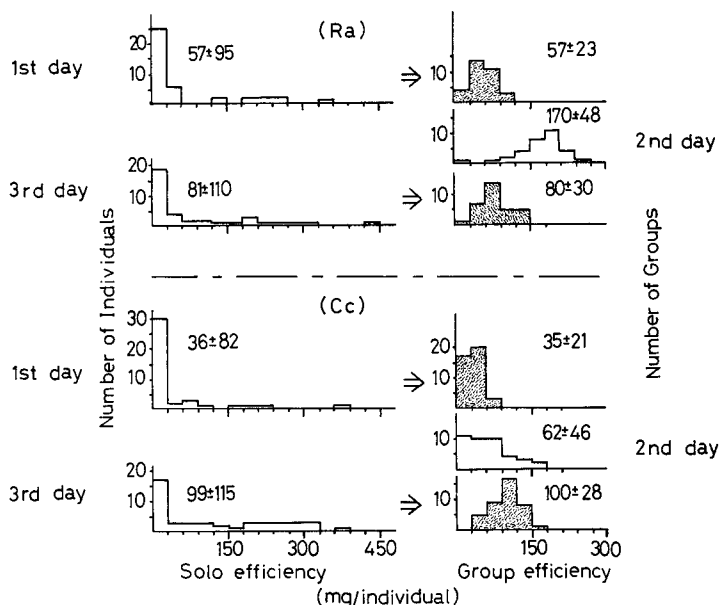 (Ra)
20
10
57±95
1st day
⇒
10
57±23
10
170±48
2nd day
20
10
81±110
3rd day
⇒
10
80±30
Number of Individuals
Number of Groups
(Cc)
30
20
10
36±82
1st day
⇒
20
10
35±21
10
62±46
2nd day
20
10
99±115
3rd day
⇒
10
100±28
150 300 450
150 300
Solo efficiency
Group efficiency
(mg/individual)